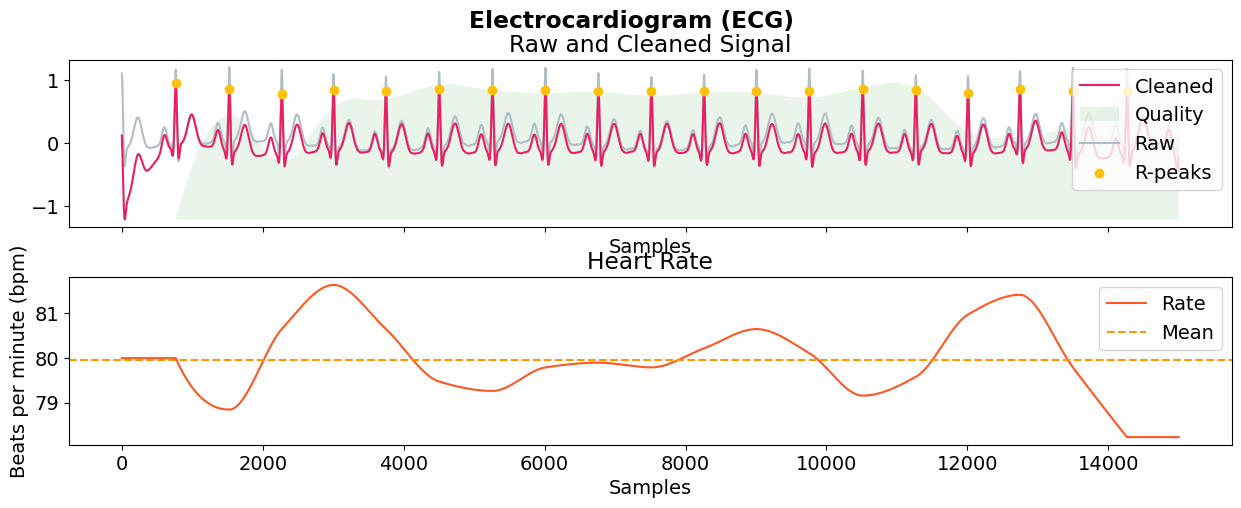 Electrocardiogram (ECG)
Raw and Cleaned Signal
1
0
−1
Cleaned
Quality
Raw
R-peaks
Samples
Heart Rate
Beats per minute (bpm)
81
80
79
Rate
Mean
0 2000 4000 6000 8000 10000 12000 14000
Samples